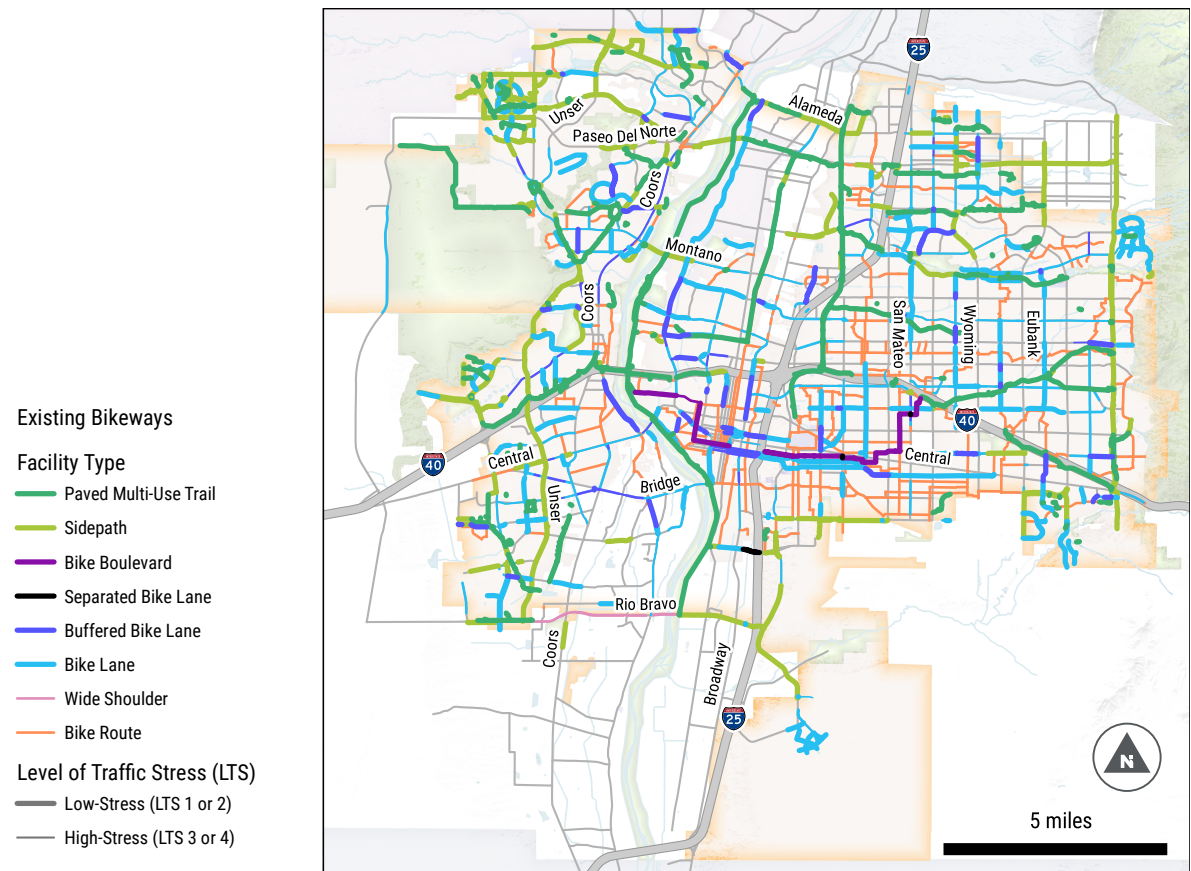 Existing Bikeways
Facility Type
Paved Multi-Use Trail
Sidepath
Bike Boulevard
Separated Bike Lane
Buffered Bike Lane
Bike Lane
Wide Shoulder
Bike Route
Level of Traffic Stress (LTS)
Low-Stress (LTS 1 or 2)
High-Stress (LTS 3 or 4)
25
Alameda
Unser
Paseo Del Norte
Coors
Montano
Coors
San Mateo
Wyoming
Eubank
40
Central
Central
40
Unser
Bridge
Rio Bravo
Coors
Broadway
25
N
5 miles